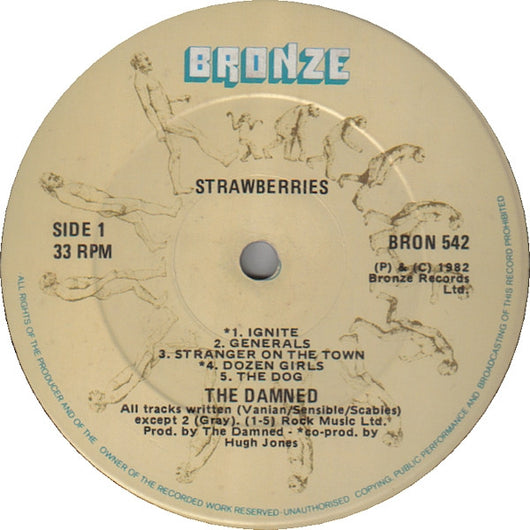 BRONZE
STRAWBERRIES
SIDE 1
33 RPM
BRON 542
(P) & (C) 1982
Bronze Records
Ltd.
*1. IGNITE
2. GENERALS
3. STRANGER ON THE TOWN
*4. DOZEN GIRLS
5. THE DOG
THE DAMNED
All tracks written (Vanian/Sensible/Scabies)
except 2 (Gray). (1-5) Rock Music Ltd.
Prod. by The Damned - *co-prod. by
Hugh Jones
ALL RIGHTS OF THE PRODUCER AND OF THE OWNER OF THE RECORDED WORK RESERVED·UNAUTHORISED COPYING, PUBLIC PERFORMANCE AND BROADCASTING OF THIS RECORD PROHIBITED